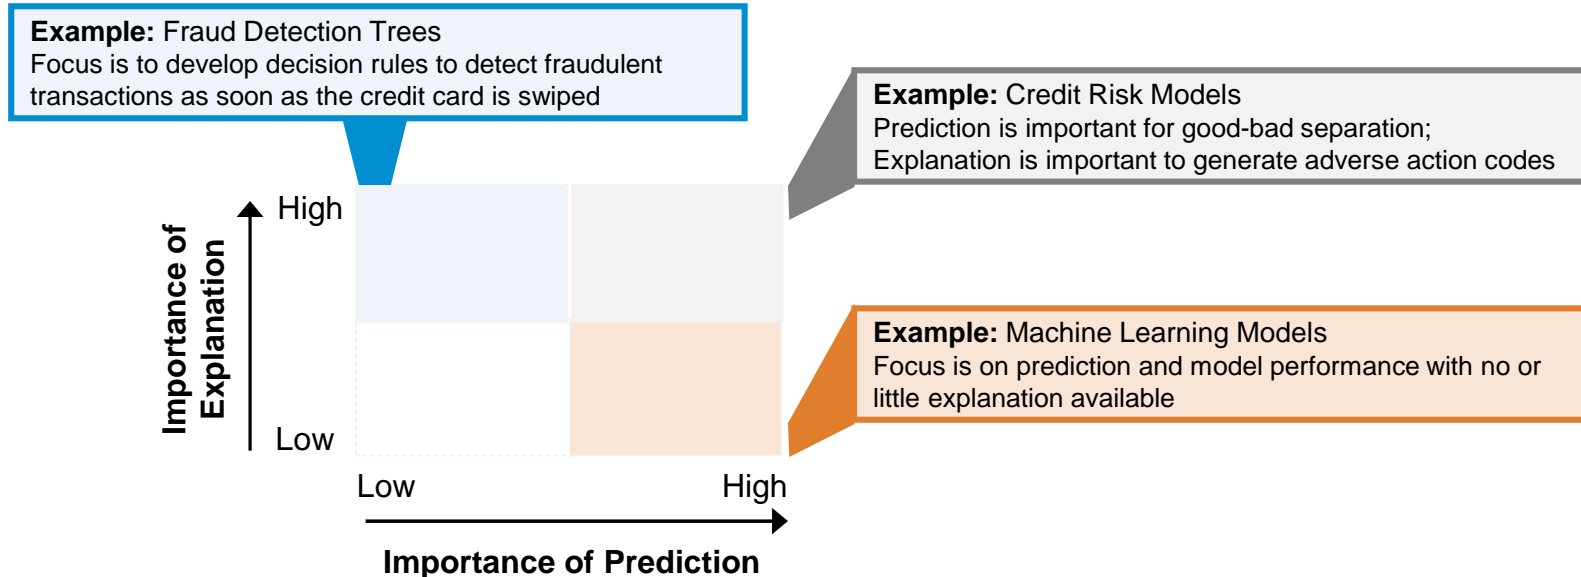 Example: Fraud Detection Trees
Focus is to develop decision rules to detect fraudulent
transactions as soon as the credit card is swiped
Example: Credit Risk Models
Prediction is important for good-bad separation;
Explanation is important to generate adverse action codes
High
Importance of
Explanation
Low
Example: Machine Learning Models
Focus is on prediction and model performance with no or
little explanation available
Low
High
Importance of Prediction